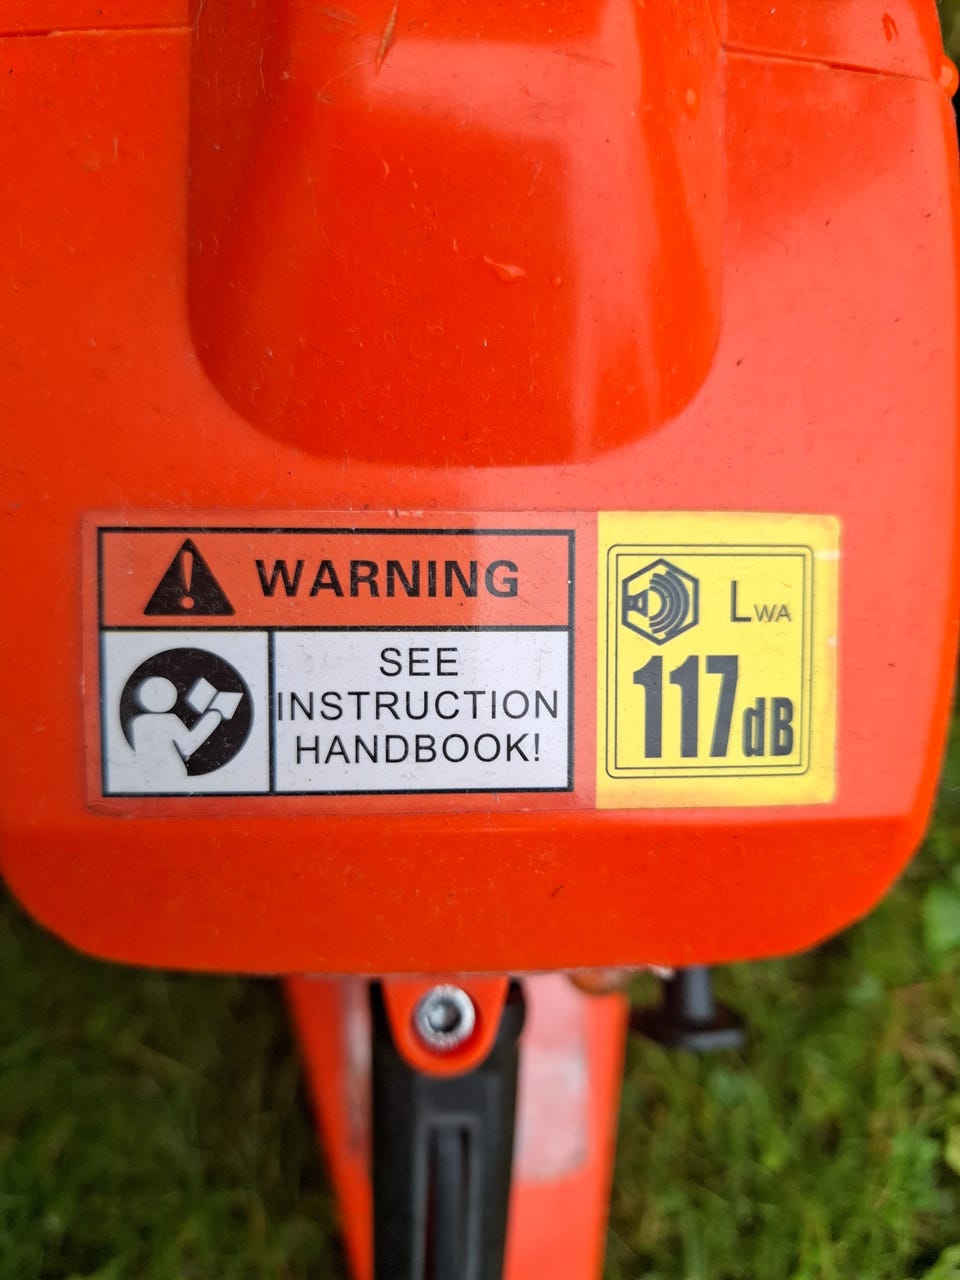 WARNING
SEE
INSTRUCTION
HANDBOOK!
LWA
117dB